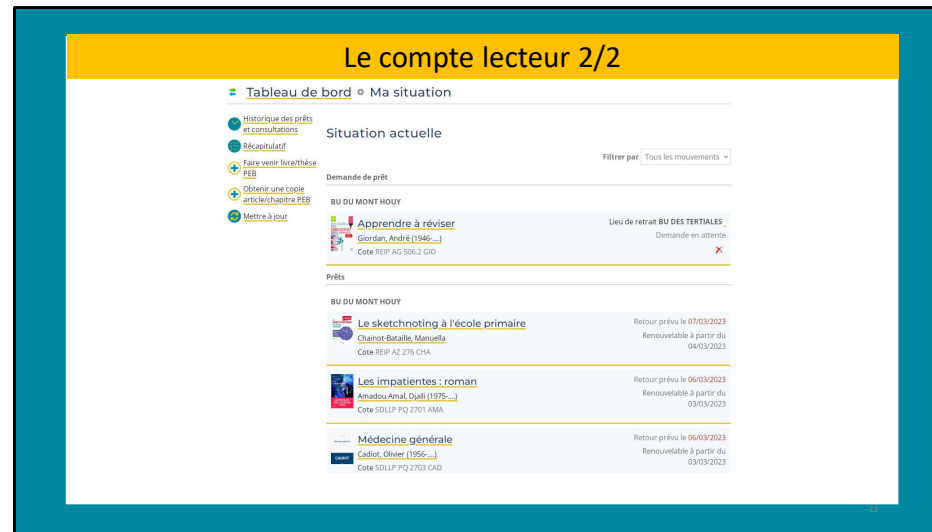 Le compte lecteur 2/2
Tableau de bord Ma situation
Historique des prêts
et consultations
Récapitulatif
Faire venir livre/thèse
PEB
Obtenir une copie
article/chapitre PEB
Mettre à jour
Situation actuelle
Filtrer par Tous les mouvements
Demande de prêt
BU DU MONT HOUY
Apprendre à réviser
Giordan, André (1946-....)
Cote REIP AG 506.2 GIO
Lieu de retrait BU DES TERTIALES
Demande en attente
Prêts
BU DU MONT HOUY
Le sketchnoting à l'école primaire
Chainot-Bataille, Manuella
Cote REIP AZ 276 CHA
Retour prévu le 07/03/2023
Renouvelable à partir du
04/03/2023
Les impatientes : roman
Amadou Amal, Djaïli (1975-....)
Cote SDLLP PQ 2701 AMA
Retour prévu le 06/03/2023
Renouvelable à partir du
03/03/2023
Médecine générale
Cadiot, Olivier (1956-....)
Cote SDLLP PQ 2703 CAD
CADIOT
Retour prévu le 06/03/2023
Renouvelable à partir du
03/03/2023
12